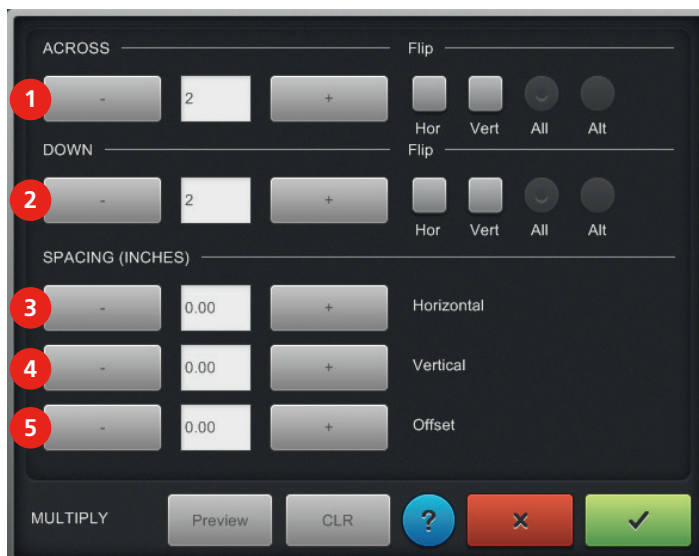 ACROSS Flip
1 - 2 +
Hor Vert All Alt
DOWN Flip
2 - 2 +
Hor Vert All Alt
SPACING (INCHES)
3 - 0.00 + Horizontal
4 - 0.00 + Vertical
5 - 0.00 + Offset
MULTIPLY Preview CLR ?